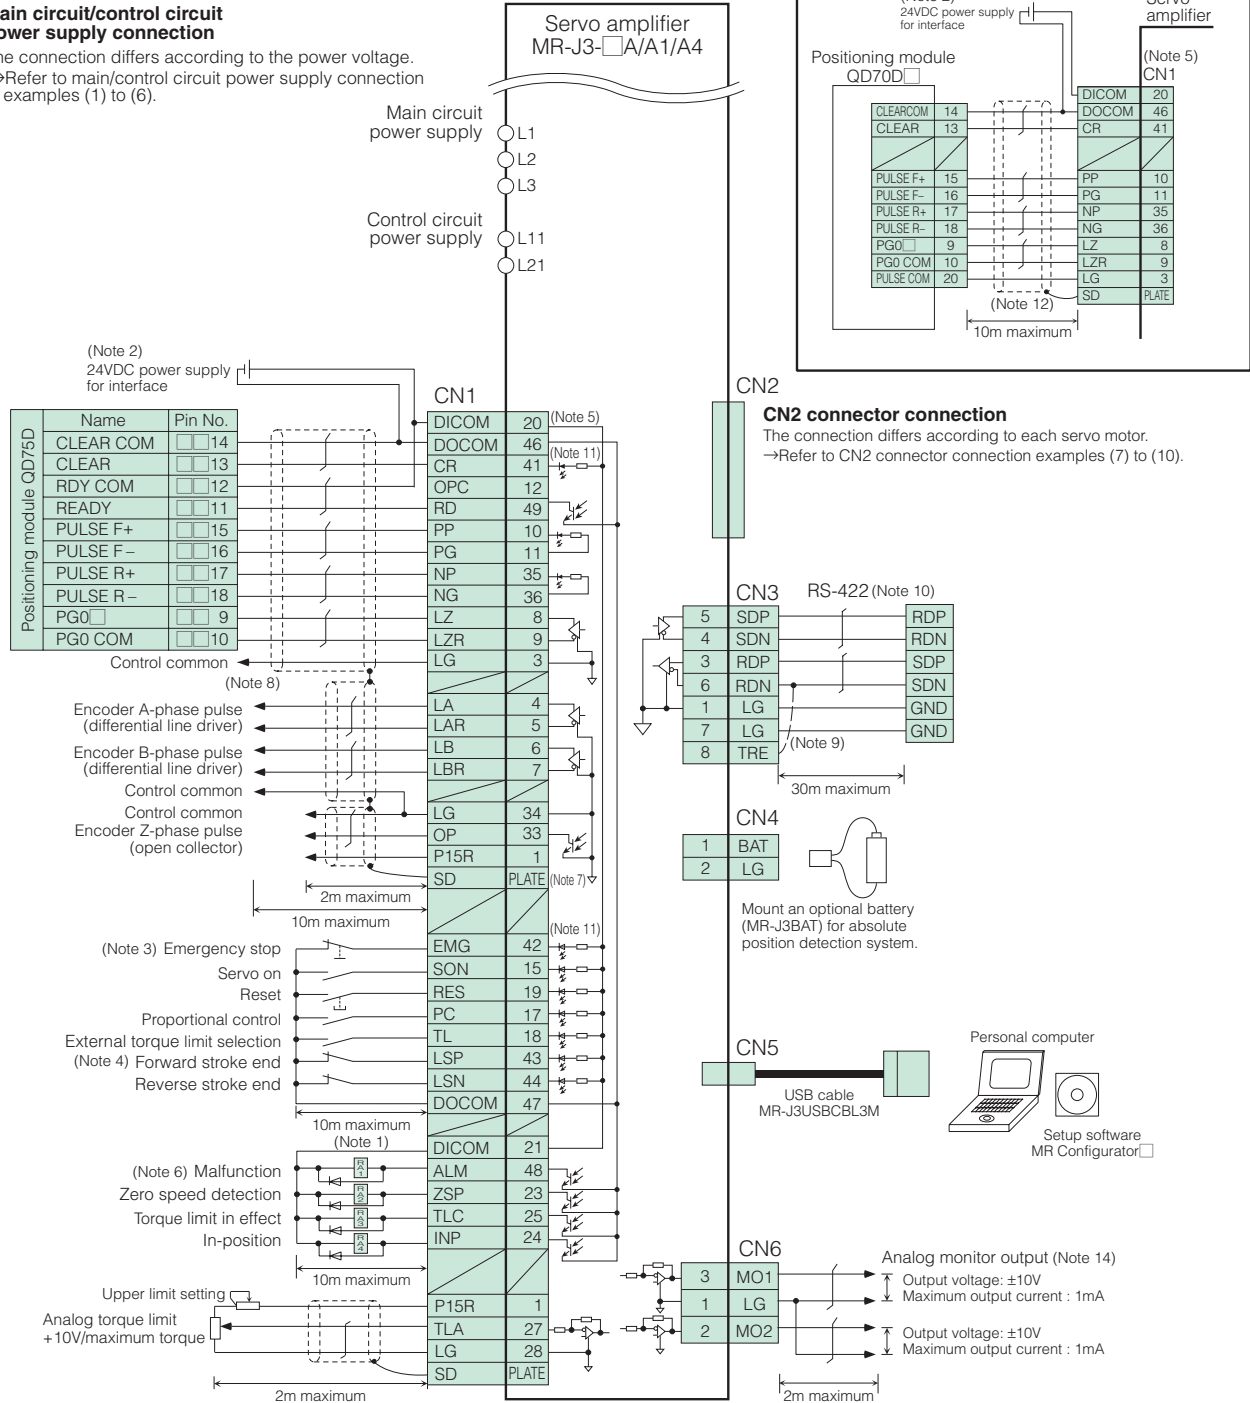 ain circuit/control circuit
ower supply connection
he connection differs according to the power voltage.
→Refer to main/control circuit power supply connection
examples (1) to (6).
Servo amplifier
MR-J3-□A/A1/A4
Main circuit
power supply
L1
L2
L3
Control circuit
power supply
L11
L21
24VDC power supply
for interface
amplifier
Positioning module
QD70D□
(Note 5)
CN1
DICOM 20
CLEARCOM 14 DOCOM 46
CLEAR 13 CR 41
PULSE F+ 15 PP 10
PULSE F− 16 PG 11
PULSE R+ 17 NP 35
PULSE R− 18 NG 36
PG0□ 9 LZ 8
PG0 COM 10 LZR 9
PULSE COM 20 LG 3
SD PLATE
(Note 12)
10m maximum
(Note 2)
24VDC power supply
for interface
CN1
Positioning module QD75D
Name Pin No.
DICOM 20 (Note 5)
CLEAR COM □□14 DOCOM 46
CLEAR □□13 CR 41 (Note 11)
RDY COM □□12 OPC 12
READY □□11 RD 49
PULSE F+ □□15 PP 10
PULSE F− □□16 PG 11
PULSE R+ □□17 NP 35
PULSE R− □□18 NG 36
PG0□ □□ 9 LZ 8
PG0 COM □□10 LZR 9
Control common LG 3
(Note 8)
Encoder A-phase pulse
(differential line driver)
LA 4
LAR 5
Encoder B-phase pulse
(differential line driver)
LB 6
LBR 7
Control common
Control common LG 34
Encoder Z-phase pulse
(open collector)
OP 33
P15R 1
SD PLATE (Note 7)
2m maximum
10m maximum
(Note 11)
(Note 3) Emergency stop EMG 42
Servo on SON 15
Reset RES 19
Proportional control PC 17
External torque limit selection TL 18
(Note 4) Forward stroke end LSP 43
Reverse stroke end LSN 44
DOCOM 47
10m maximum
(Note 1)
DICOM 21
(Note 6) Malfunction RA1 ALM 48
Zero speed detection RA2 ZSP 23
Torque limit in effect RA3 TLC 25
In-position RA4 INP 24
10m maximum
Upper limit setting
P15R 1
Analog torque limit
+10V/maximum torque
TLA 27
LG 28
SD PLATE
2m maximum
CN2
CN2 connector connection
The connection differs according to each servo motor.
→Refer to CN2 connector connection examples (7) to (10).
CN3
RS-422 (Note 10)
5 SDP RDP
4 SDN RDN
3 RDP SDP
6 RDN SDN
1 LG GND
7 LG GND
8 TRE
(Note 9)
30m maximum
CN4
1 BAT
2 LG
Mount an optional battery
(MR-J3BAT) for absolute
position detection system.
CN5
USB cable
MR-J3USBCBL3M
Personal computer
Setup software
MR Configurator□
CN6
3 MO1
1 LG
2 MO2
Analog monitor output (Note 14)
Output voltage: ±10V
Maximum output current : 1mA
Output voltage: ±10V
Maximum output current : 1mA
2m maximum